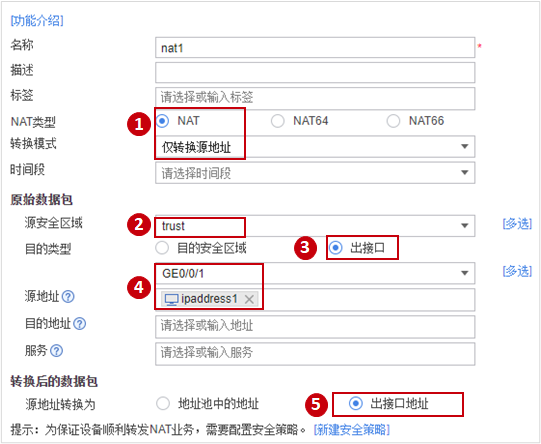 [功能介绍]
名称 nat1 *
描述
标签 请选择或输入标签
NAT类型 1 NAT NAT64 NAT66
转换模式 仅转换源地址
时间段 请选择时间段
原始数据包
源安全区域 2 trust [多选]
目的类型 目的安全区域 3 出接口
4 GE0/0/1 [多选]
源地址 ? ipaddress1
目的地址 ? 请选择或输入地址
服务 ? 请选择或输入服务
转换后的数据包
源地址转换为 地址池中的地址 5 出接口地址
提示：为保证设备顺利转发NAT业务，需要配置安全策略。 [新建安全策略]